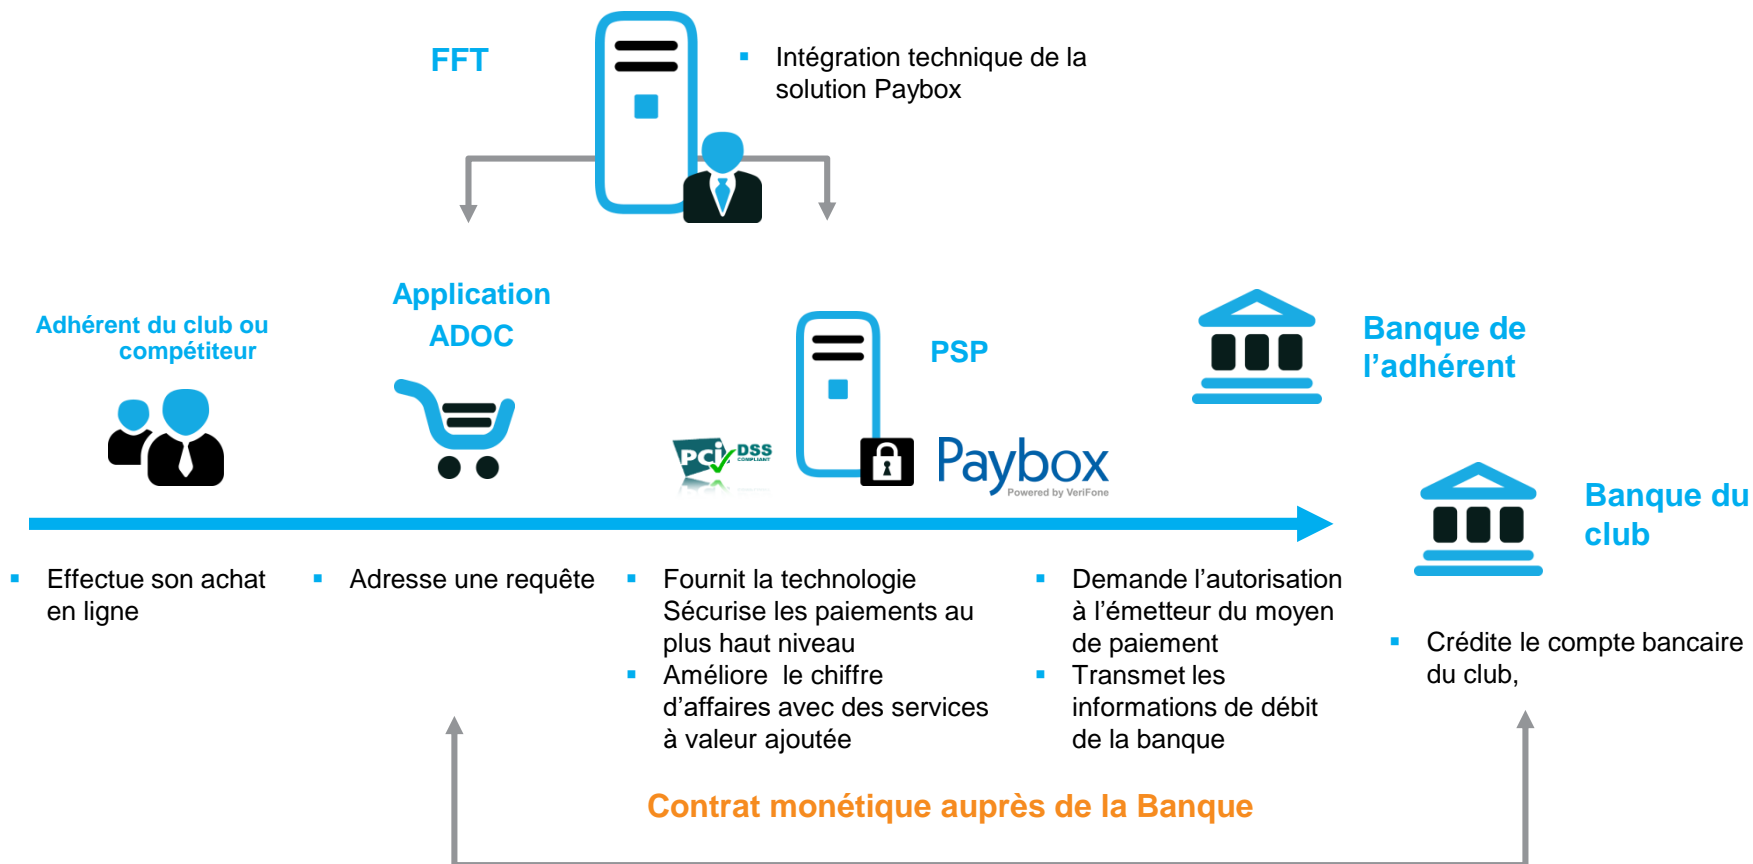 FFT
Intégration technique de la
solution Paybox
Adhérent du club ou
compétiteur
Application
ADOC
PSP
Banque de
l’adhérent
PCI DSS
COMPLIANT
Paybox
Powered by VeriFone
Banque du
club
Effectue son achat
en ligne
Adresse une requête
Fournit la technologie
Sécurise les paiements au
plus haut niveau
Améliore le chiffre
d’affaires avec des services
à valeur ajoutée
Demande l’autorisation
à l’émetteur du moyen
de paiement
Transmet les
informations de débit
de la banque
Crédite le compte bancaire
du club,
Contrat monétique auprès de la Banque